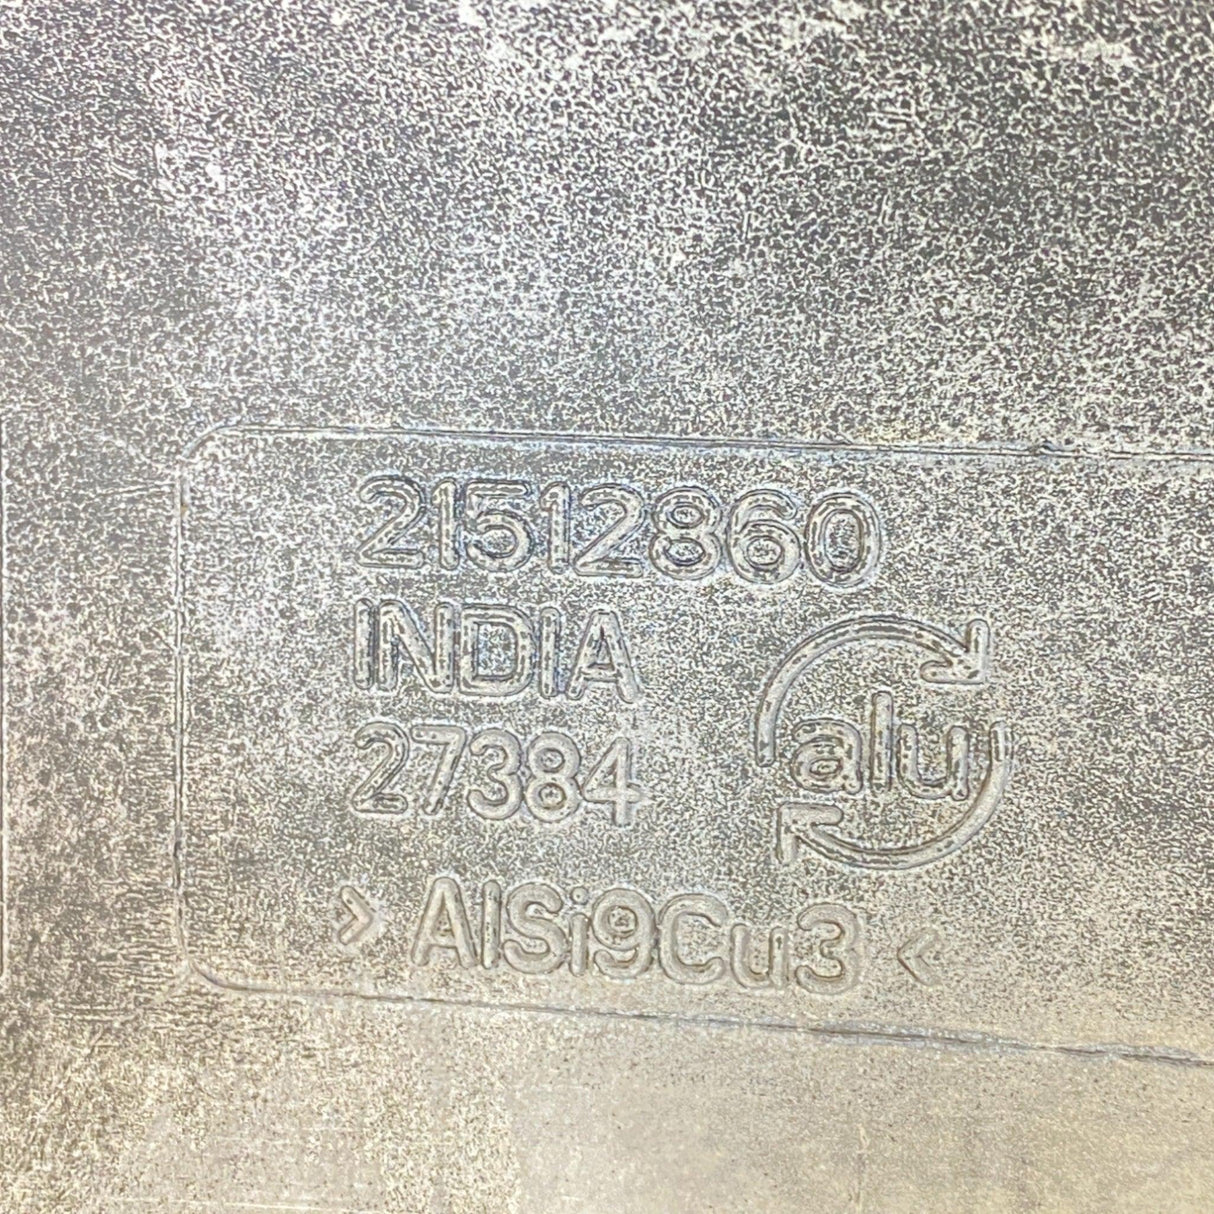 21512860
INDIA
27384
alu
> AlSi9Cu3 <